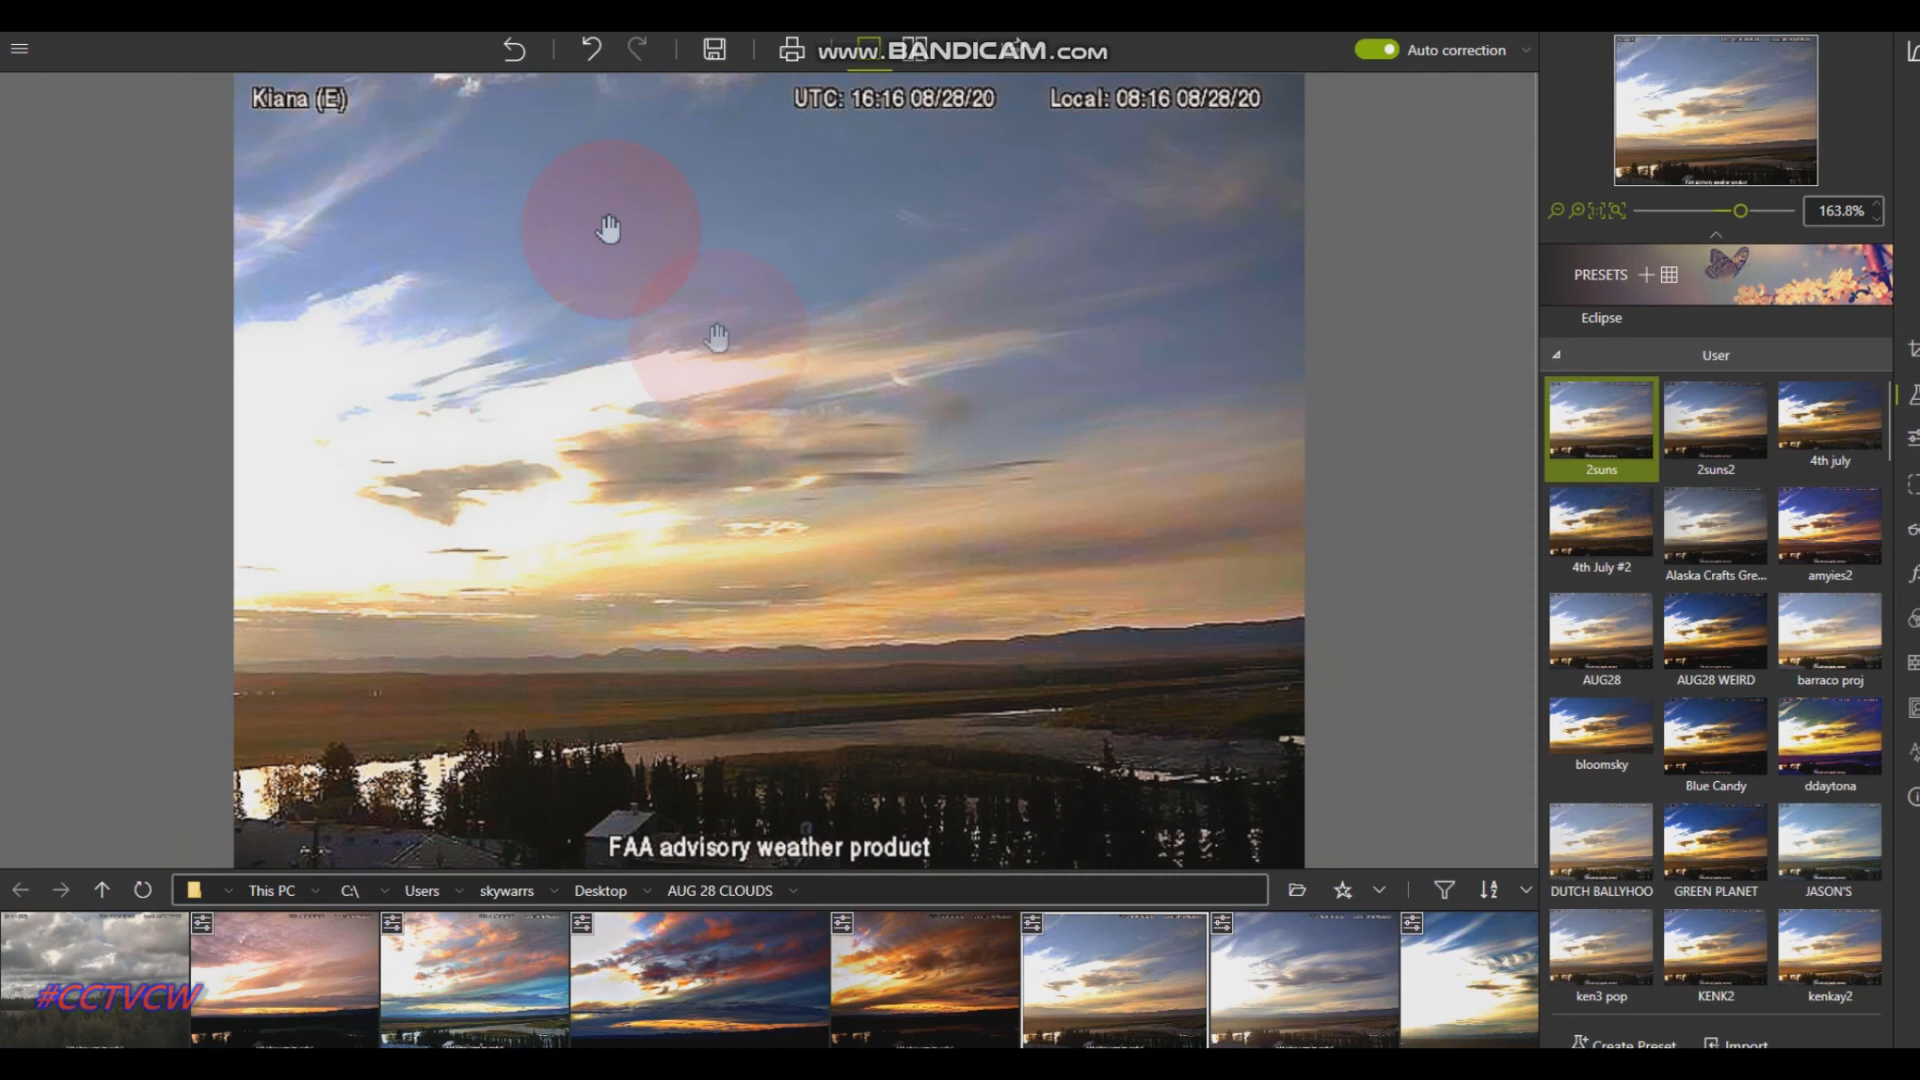 www.BANDICAM.com
Auto correction
Kiana (E)
UTC: 16:16 08/28/20
Local: 08:16 08/28/20
163.8%
PRESETS
Eclipse
User
2suns
2suns2
4th july
4th July #2
Alaska Crafts Gre...
amyies2
AUG28
AUG28 WEIRD
barraco proj
bloomsky
Blue Candy
ddaytona
DUTCH BALLYHOO
GREEN PLANET
JASON'S
ken3 pop
KENK2
kenkay2
Create Preset
Import
FAA advisory weather product
This PC
C:\
Users
skywarrs
Desktop
AUG 28 CLOUDS
#CCTVCW